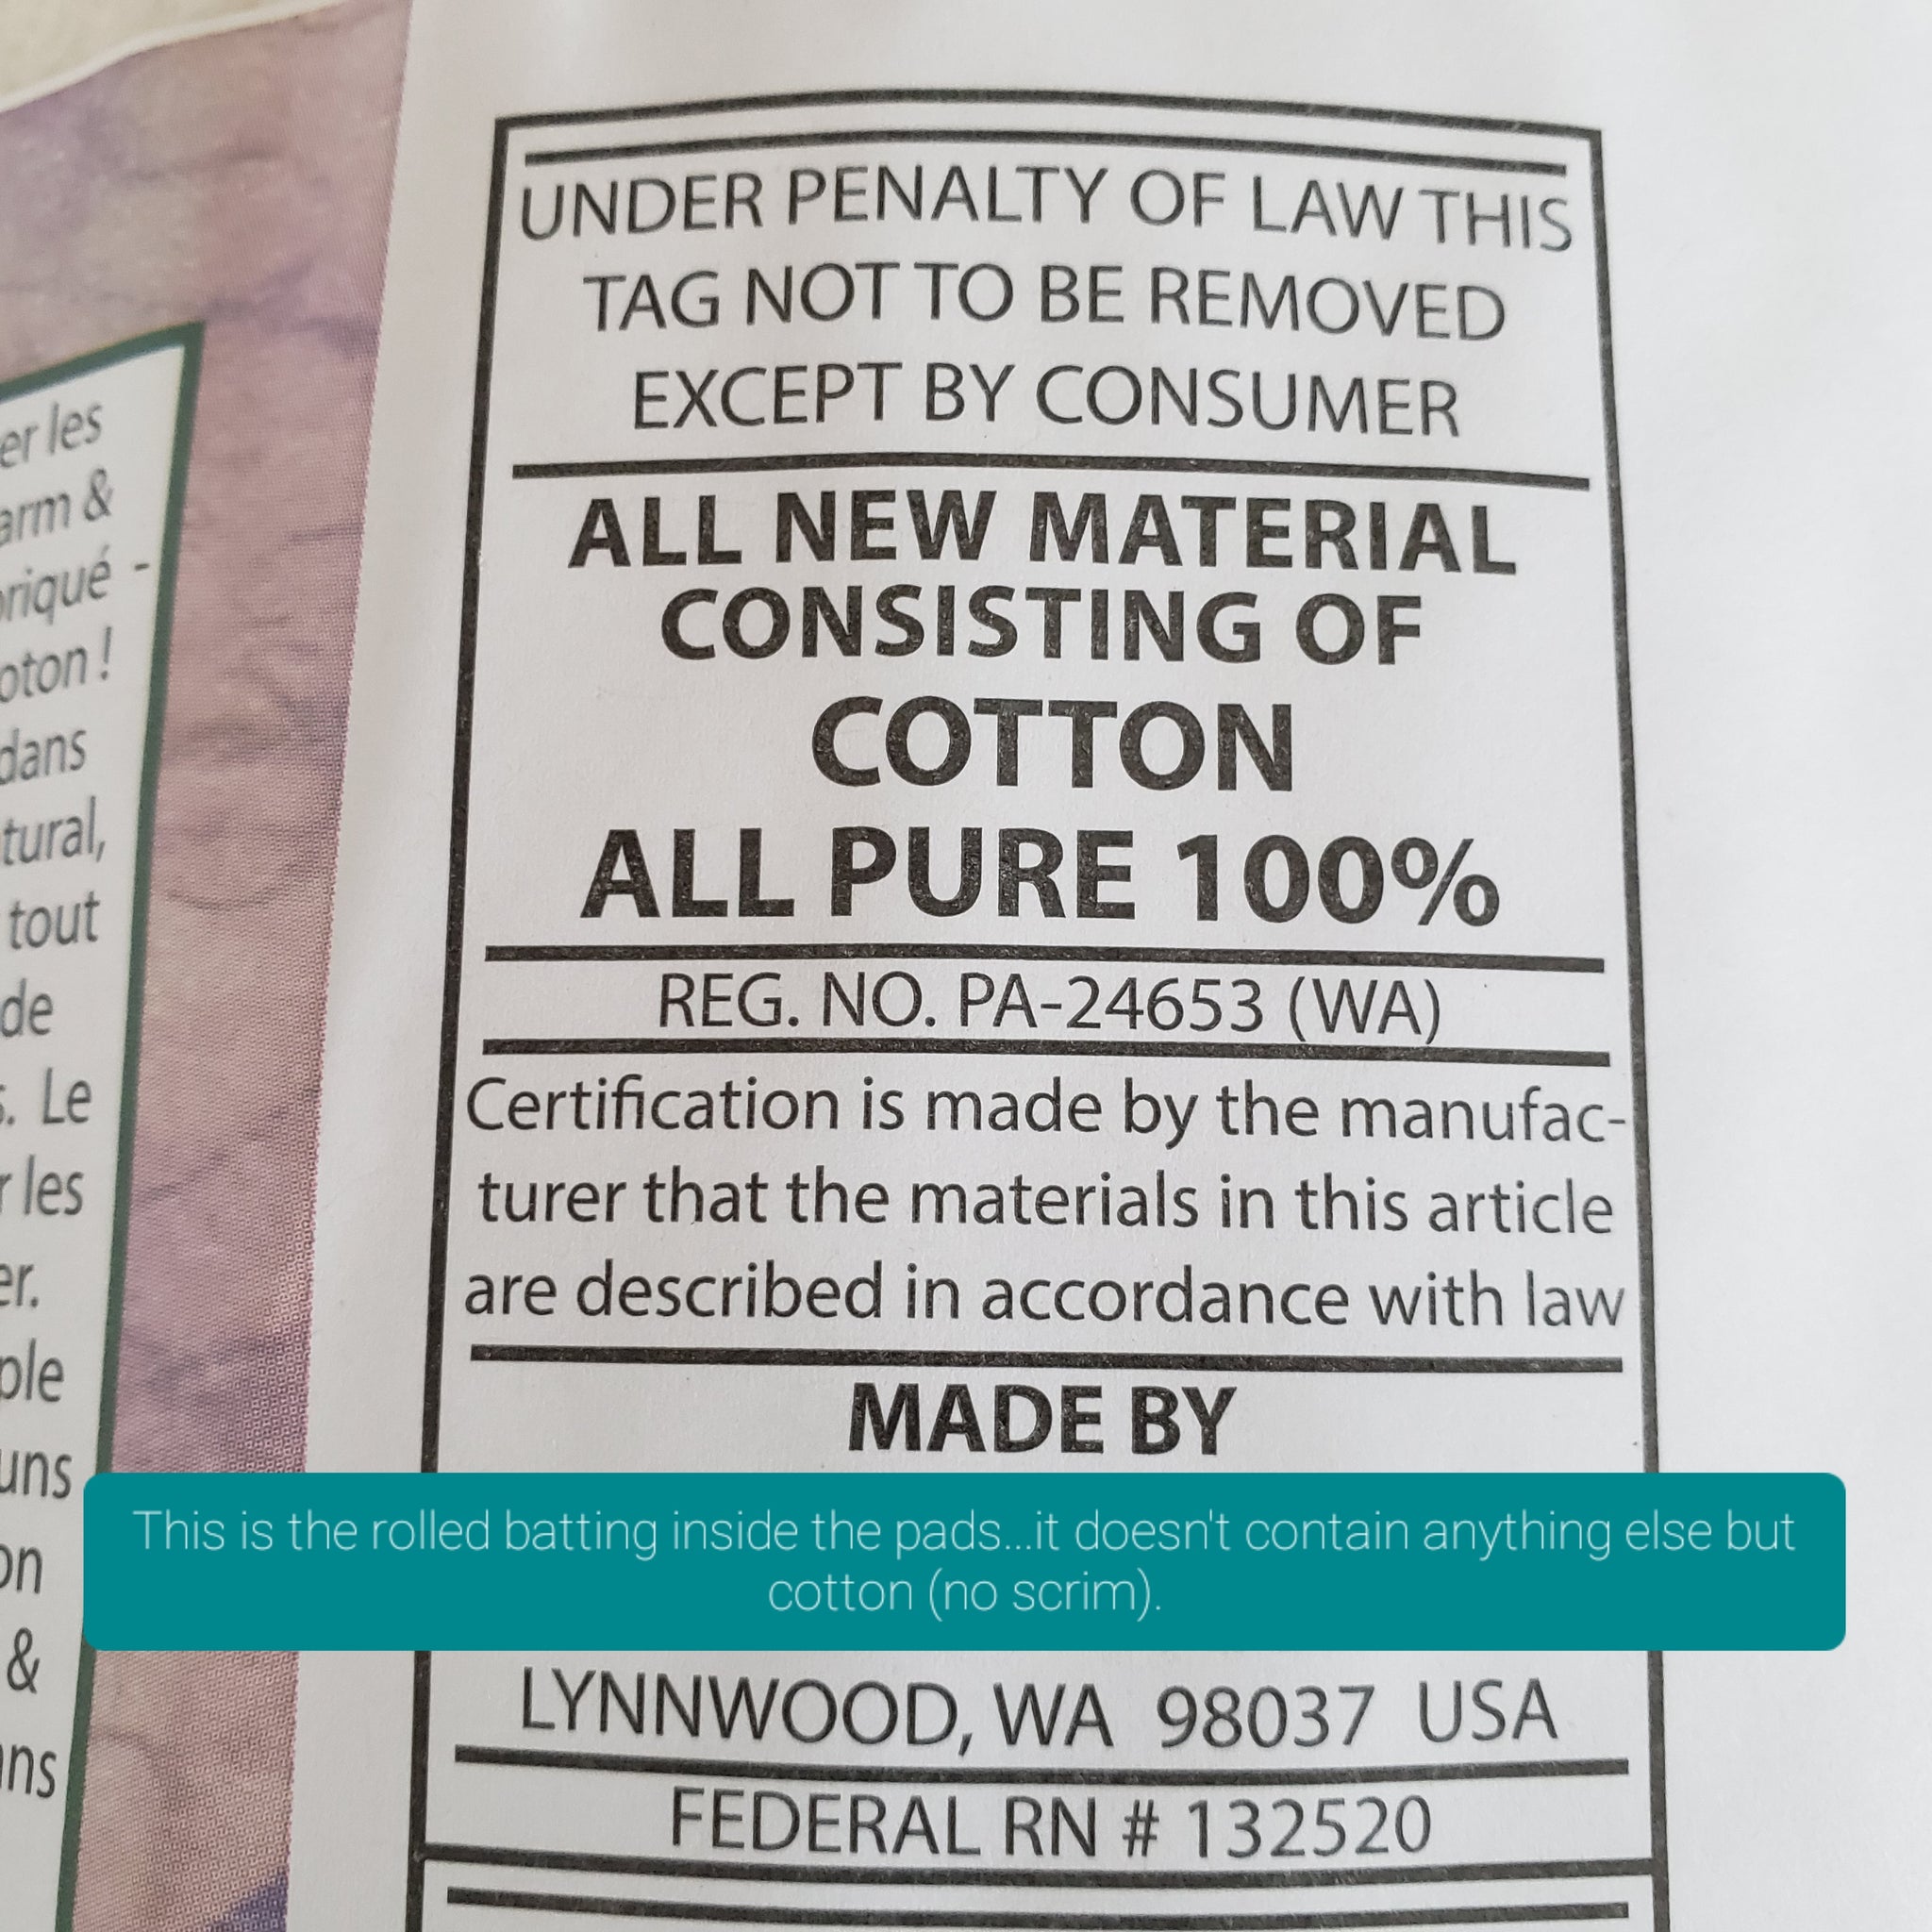 er les
arm &
riqué -
oton !
dans
tural,
tout
de
s. Le
r les
er.
ple
uns
on
&
ans
UNDER PENALTY OF LAW THIS
TAG NOT TO BE REMOVED
EXCEPT BY CONSUMER
ALL NEW MATERIAL
CONSISTING OF
COTTON
ALL PURE 100%
REG. NO. PA-24653 (WA)
Certification is made by the manufac-
turer that the materials in this article
are described in accordance with law
MADE BY
This is the rolled batting inside the pads...it doesn't contain anything else but
cotton (no scrim).
LYNNWOOD, WA 98037 USA
FEDERAL RN # 132520